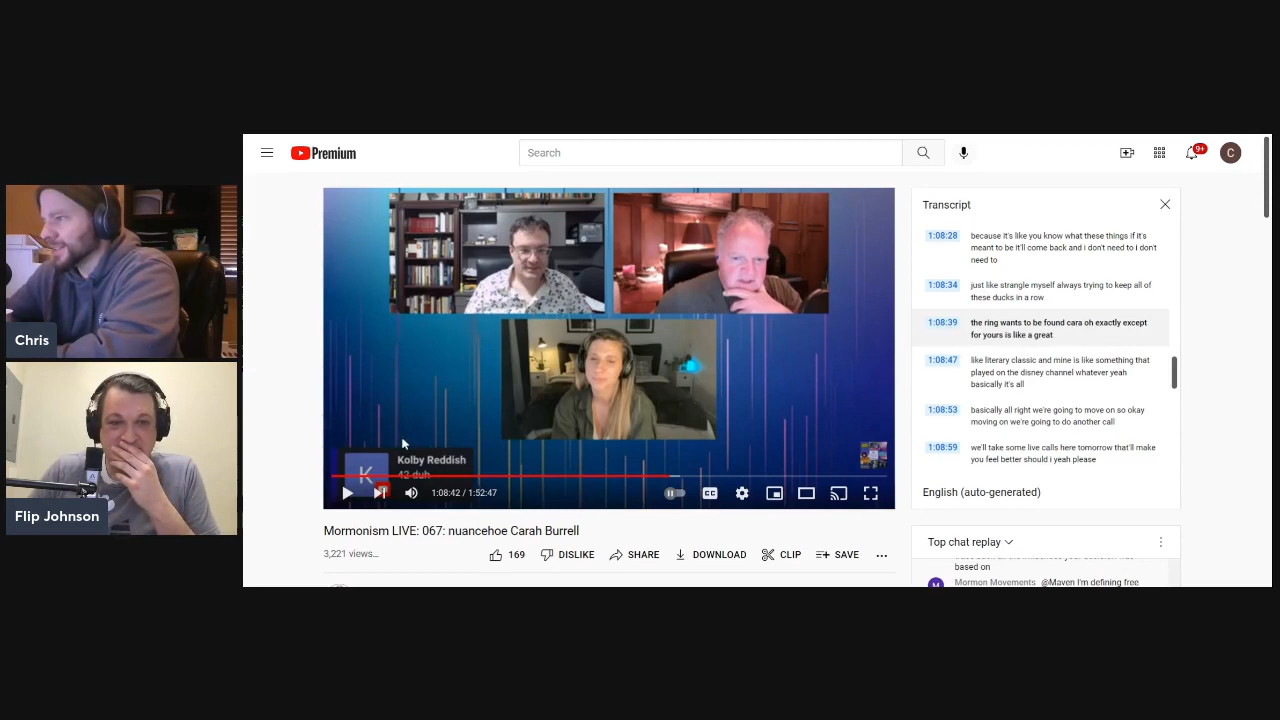 Chris
Flip Johnson
Premium
Search
9+
C
K
Kolby Reddish
42 duh
1:08:42 / 1:52:47
CC
Mormonism LIVE: 067: nuancehoe Carah Burrell
3,221 views...
169
DISLIKE
SHARE
DOWNLOAD
CLIP
SAVE
Transcript
1:08:28
because it's like you know what these things if it's
meant to be it'll come back and i don't need to i don't
need to
1:08:34
just like strangle myself always trying to keep all of
these ducks in a row
1:08:39
the ring wants to be found cara oh exactly except
for yours is like a great
1:08:47
like literary classic and mine is like something that
played on the disney channel whatever yeah
basically it's all
1:08:53
basically all right we're going to move on so okay
moving on we're going to do another call
1:08:59
we'll take some live calls here tomorrow that'll make
you feel better should i yeah please
English (auto-generated)
Top chat replay
based on
M
Mormon Movements @Maven I'm defining free